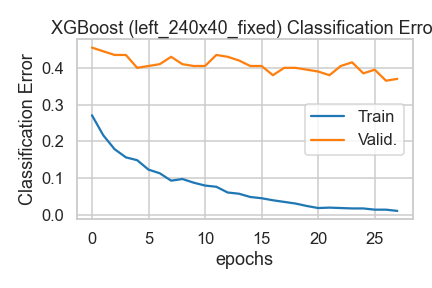 XGBoost (left_240x40_fixed) Classification Erro
Classification Error
0.4
0.3
0.2
0.1
0.0
Train
Valid.
0 5 10 15 20 25
epochs